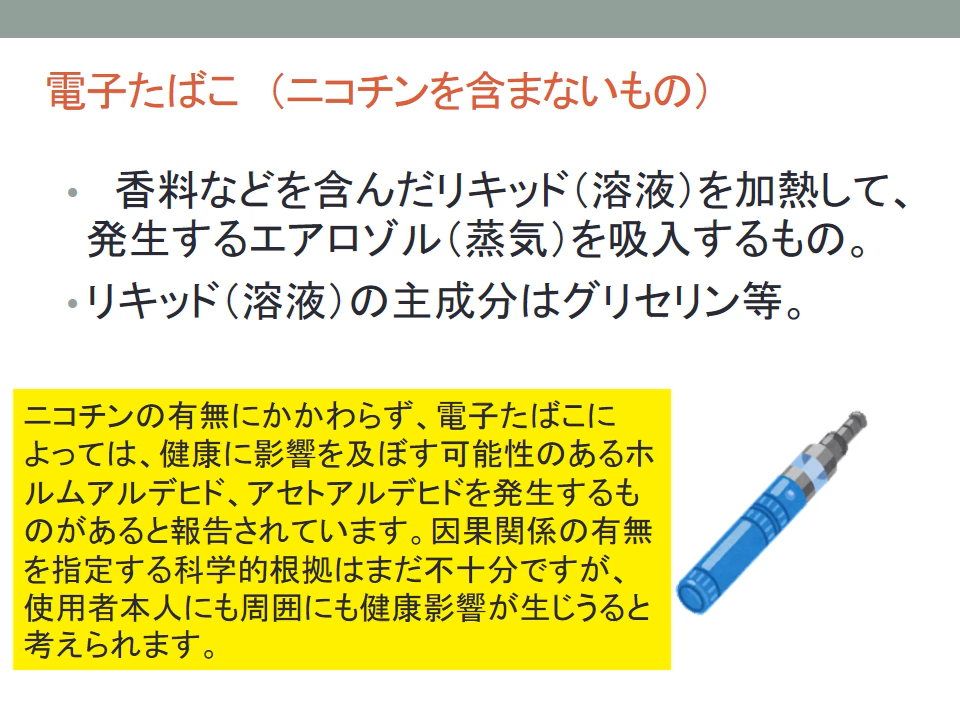 電子たばこ （ニコチンを含まないもの）
• 香料などを含んだリキッド（溶液）を加熱して、
発生するエアロゾル（蒸気）を吸入するもの。
• リキッド（溶液）の主成分はグリセリン等。
ニコチンの有無にかかわらず、電子たばこに
よっては、健康に影響を及ぼす可能性のあるホ
ルムアルデヒド、アセトアルデヒドを発生するも
のがあると報告されています。因果関係の有無
を指定する科学的根拠はまだ不十分ですが、
使用者本人にも周囲にも健康影響が生じうると
考えられます。